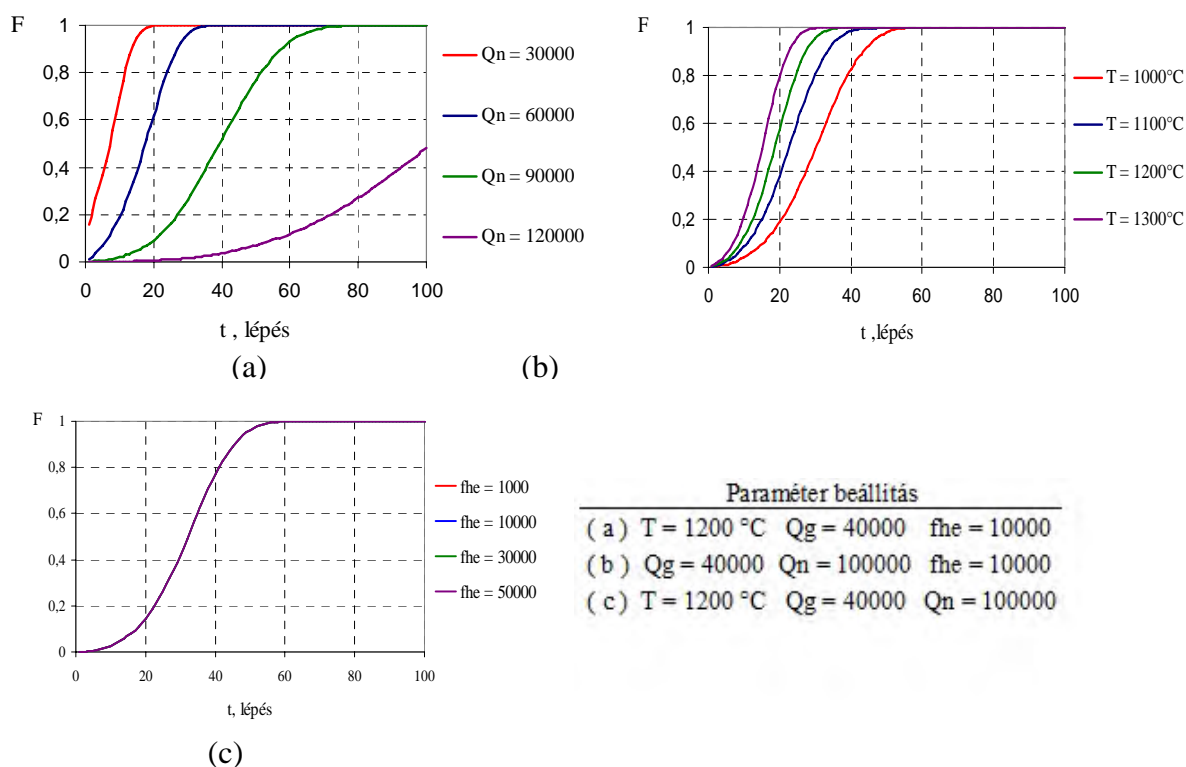 F
1
0,8
0,6
0,4
0,2
0
0 20 40 60 80 100
t , lépés
(a)
Qn = 30000
Qn = 60000
Qn = 90000
Qn = 120000
F
1
0,8
0,6
0,4
0,2
0
0 20 40 60 80 100
t ,lépés
(b)
T = 1000°C
T = 1100°C
T = 1200°C
T = 1300°C
F
1
0,8
0,6
0,4
0,2
0
0 20 40 60 80 100
t, lépés
(c)
fhe = 1000
fhe = 10000
fhe = 30000
fhe = 50000
Paraméter beállitás
( a ) T = 1200 °C Qg = 40000 fhe = 10000
( b ) Qg = 40000 Qn = 100000 fhe = 10000
( c ) T = 1200 °C Qg = 40000 Qn = 100000